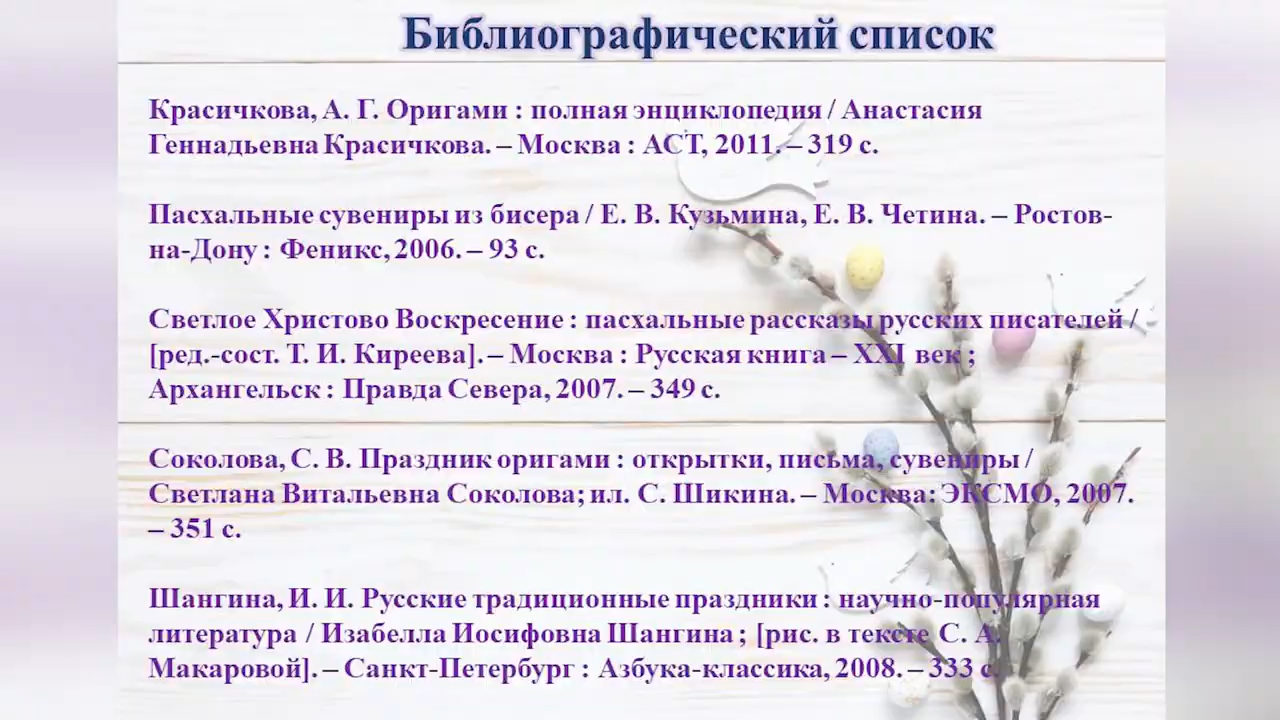 Библиографический список
Красичкова, А. Г. Оригами : полная энциклопедия / Анастасия
Геннадьевна Красичкова. – Москва : АСТ, 2011. – 319 с.
Пасхальные сувениры из бисера / Е. В. Кузьмина, Е. В. Четина. – Ростов-
на-Дону : Феникс, 2006. – 93 с.
Светлое Христово Воскресение : пасхальные рассказы русских писателей /
[ред.-сост. Т. И. Киреева]. – Москва : Русская книга – XXI век ;
Архангельск : Правда Севера, 2007. – 349 с.
Соколова, С. В. Праздник оригами : открытки, письма, сувениры /
Светлана Витальевна Соколова; ил. С. Шикина. – Москва: ЭКСМО, 2007.
– 351 с.
Шангина, И. И. Русские традиционные праздники : научно-популярная
литература / Изабелла Иосифовна Шангина ; [рис. в тексте С. А.
Макаровой]. – Санкт-Петербург : Азбука-классика, 2008. – 333 с.